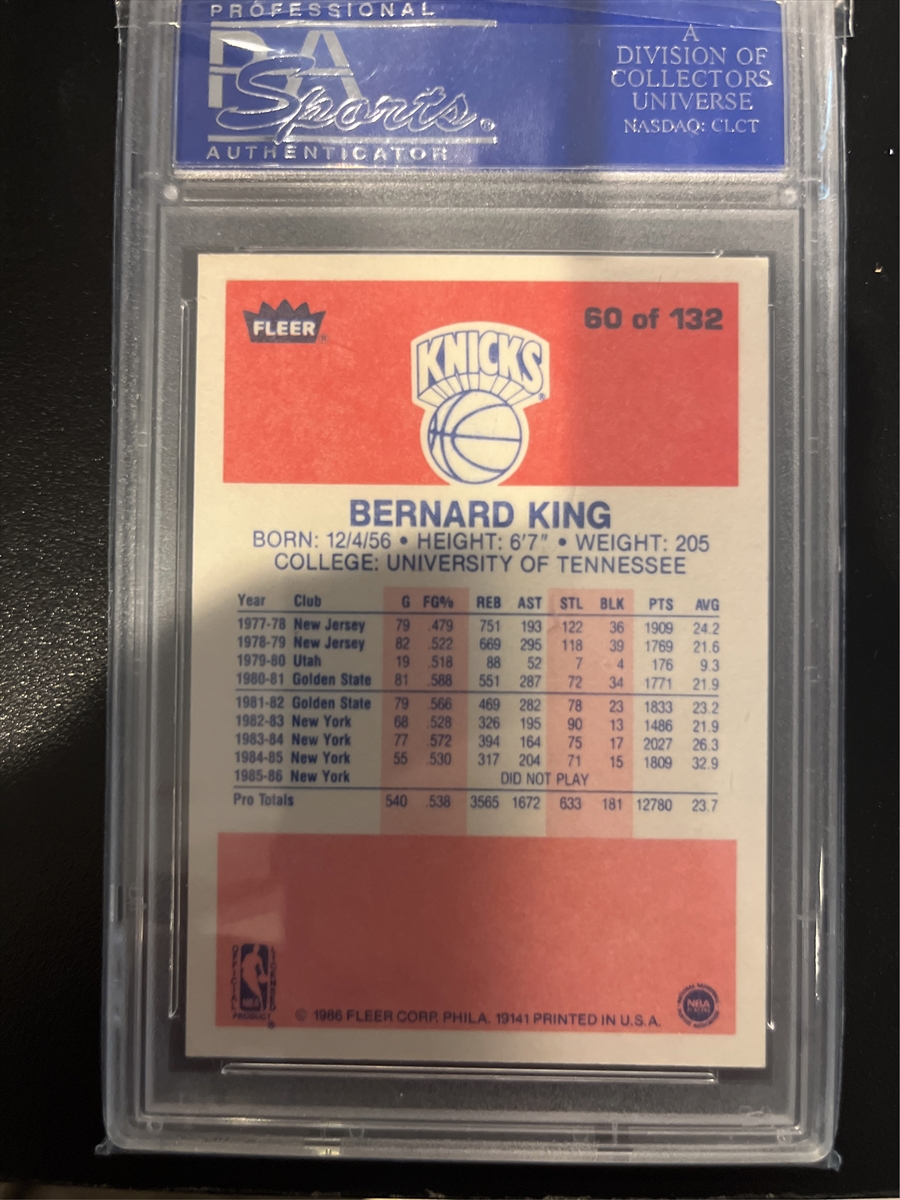 PROFESSIONAL
PSA
Sports®
AUTHENTICATOR
A
DIVISION OF
COLLECTORS
UNIVERSE
NASDAQ: CLCT
FLEER®
60 of 132
KNICKS®
BERNARD KING
BORN: 12/4/56 • HEIGHT: 6'7" • WEIGHT: 205
COLLEGE: UNIVERSITY OF TENNESSEE
Year Club G FG% REB AST STL BLK PTS AVG
1977-78 New Jersey 79 .479 751 193 122 36 1909 24.2
1978-79 New Jersey 82 .522 669 295 118 39 1769 21.6
1979-80 Utah 19 .518 88 52 7 4 176 9.3
1980-81 Golden State 81 .588 551 287 72 34 1771 21.9
1981-82 Golden State 79 .566 469 282 78 23 1833 23.2
1982-83 New York 68 .528 326 195 90 13 1486 21.9
1983-84 New York 77 .572 394 164 75 17 2027 26.3
1984-85 New York 55 .530 317 204 71 15 1809 32.9
1985-86 New York DID NOT PLAY
Pro Totals 540 .538 3565 1672 633 181 12780 23.7
OFFICIAL LICENSED
NBA
PRODUCT®
© 1986 FLEER CORP. PHILA. 19141 PRINTED IN U.S.A.
NBA